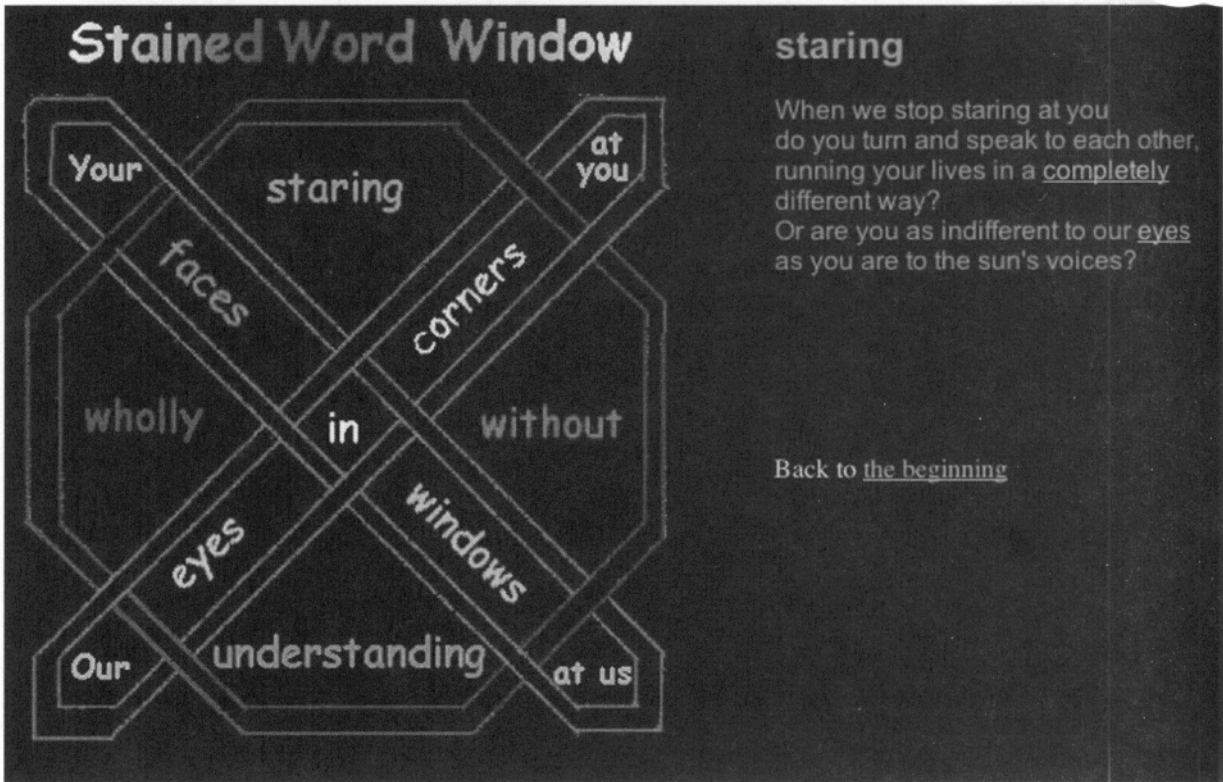 Stained Word Window
Your
staring
at
you
faces
corners
wholly
in
without
eyes
windows
Our
understanding
at us
staring
When we stop staring at you
do you turn and speak to each other,
running your lives in a completely
different way?
Or are you as indifferent to our eyes
as you are to the sun's voices?
Back to the beginning